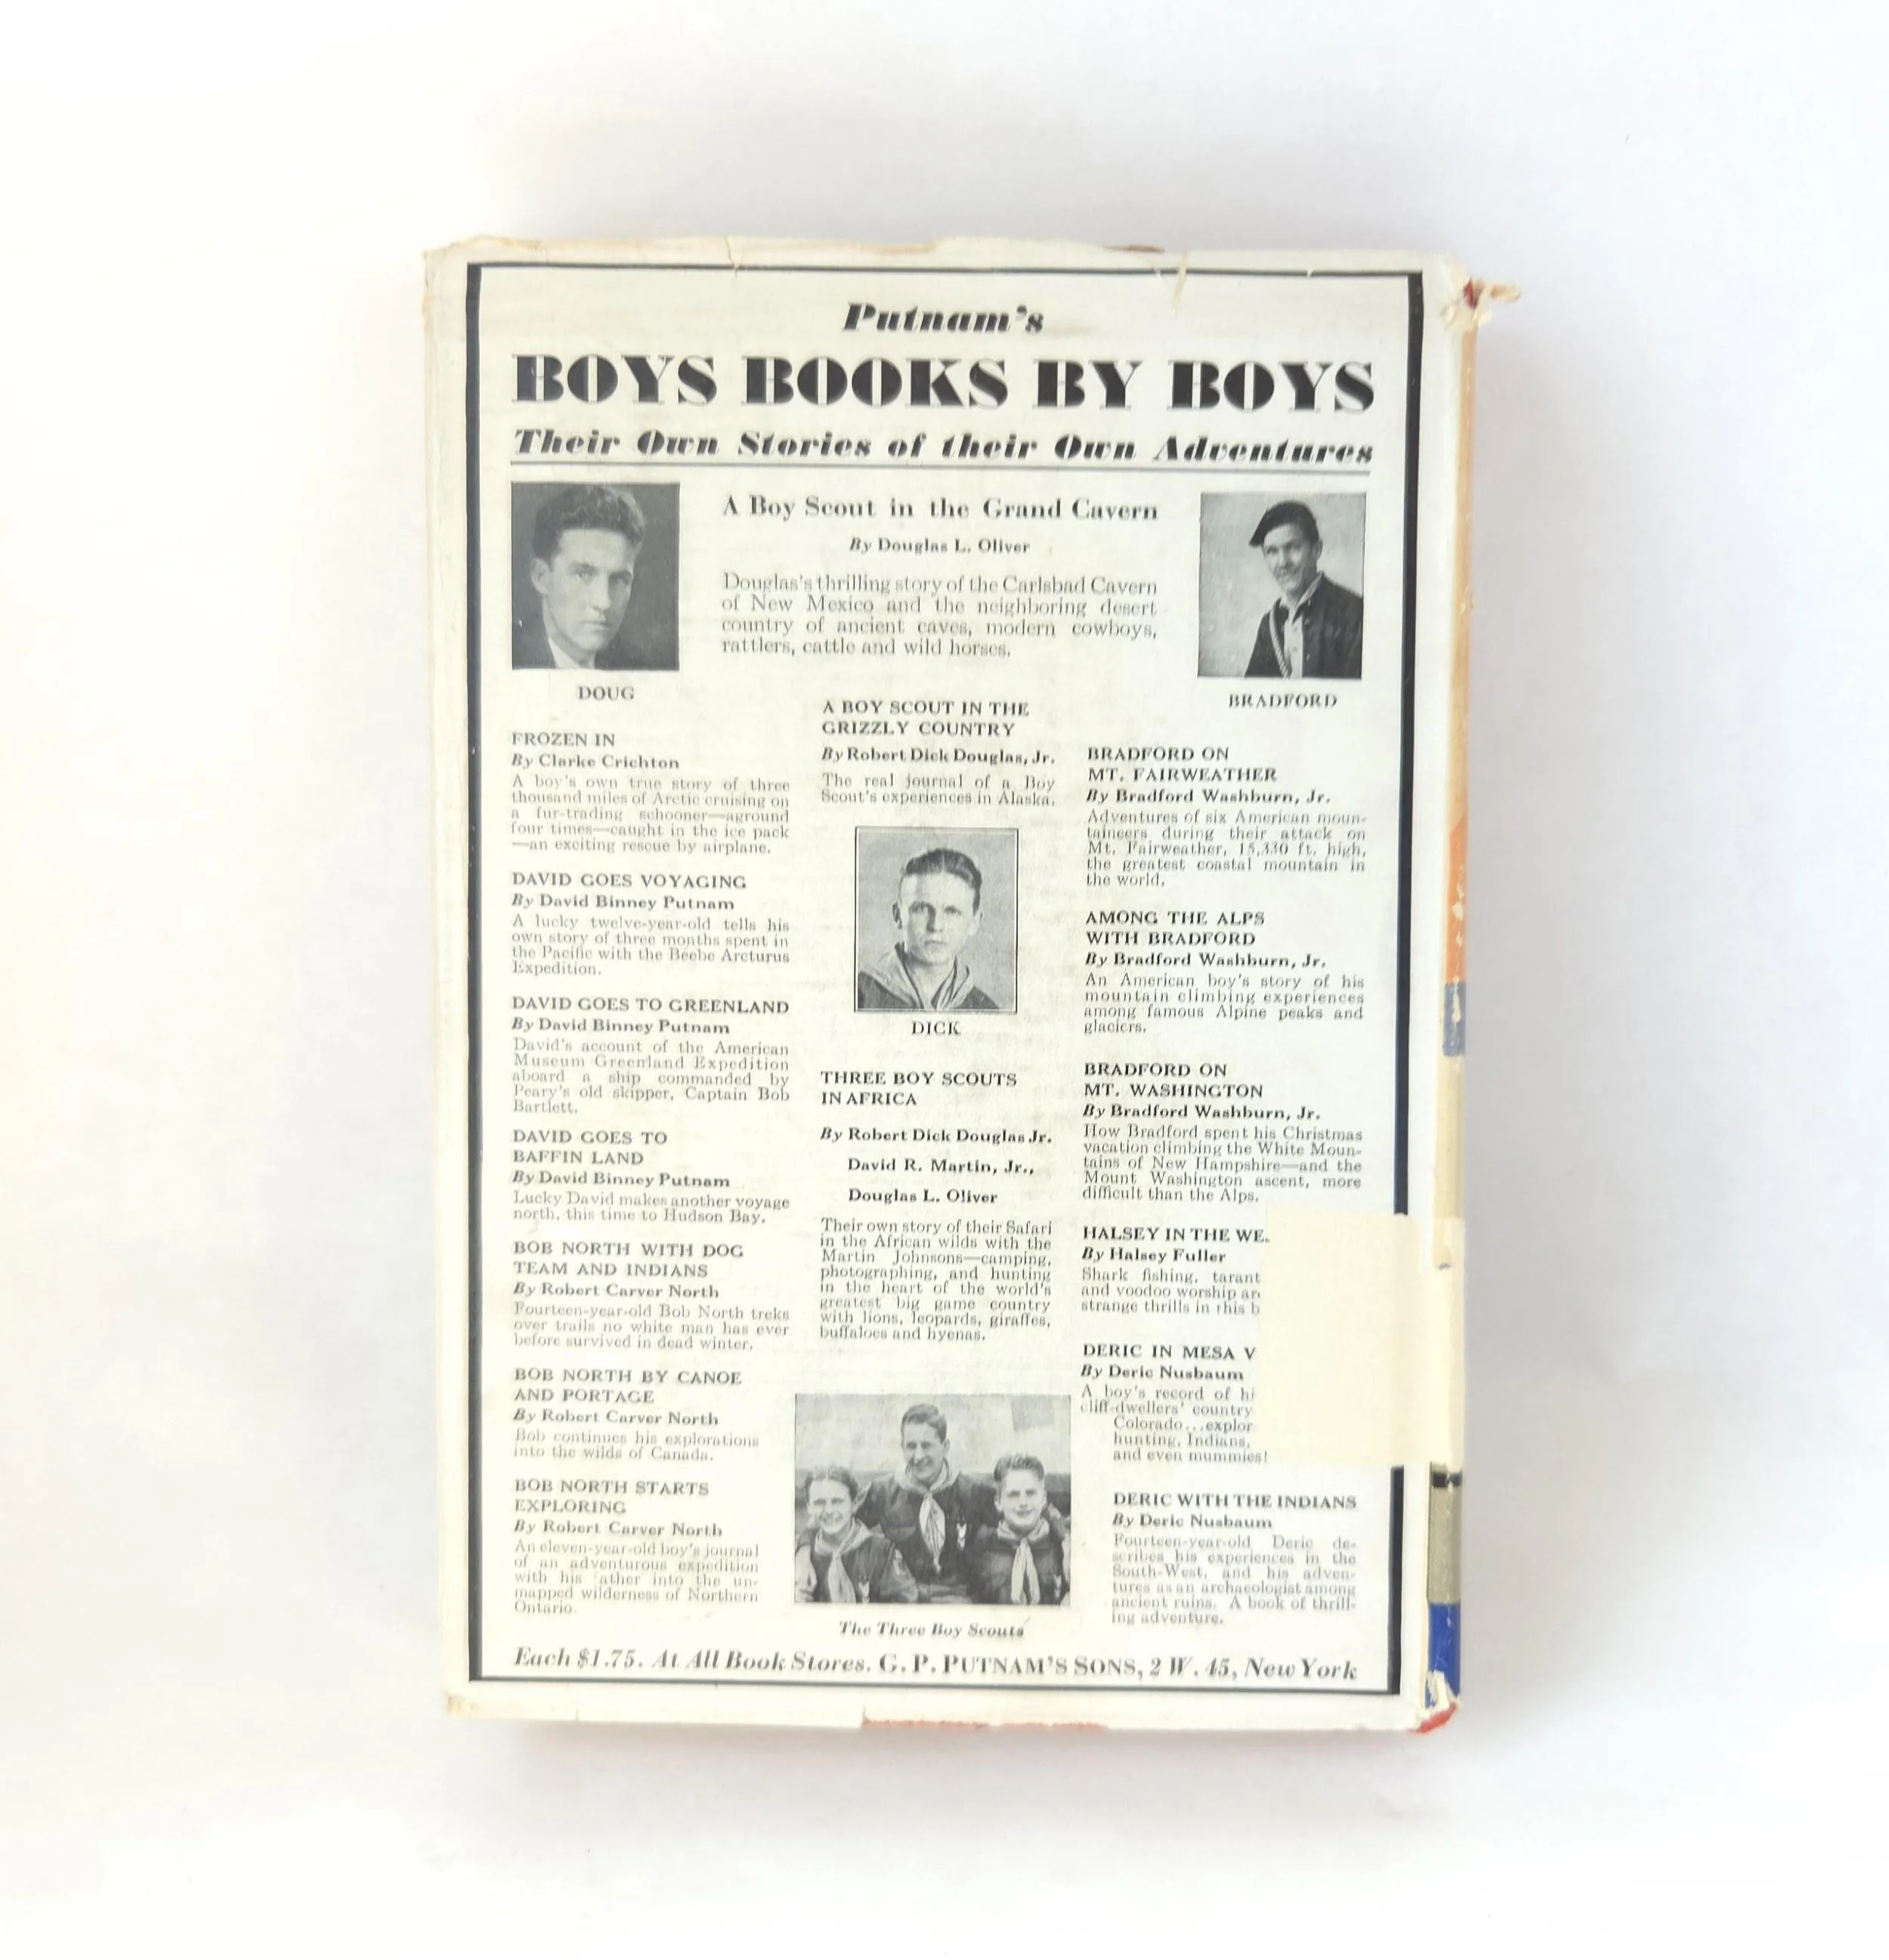 Putnam's
BOYS BOOKS BY BOYS
Their Own Stories of their Own Adventures
A Boy Scout in the Grand Cavern
By Douglas L. Oliver
Douglas's thrilling story of the Carlsbad Cavern
of New Mexico and the neighboring desert
country of ancient caves, modern cowboys,
rattlers, cattle and wild horses.
DOUG
BRADFORD
FROZEN IN
By Clarke Crichton
A boy's own true story of three
thousand miles of Arctic cruising on
a fur-trading schooner—aground
four times—caught in the ice pack
—an exciting rescue by airplane.
DAVID GOES VOYAGING
By David Binney Putnam
A lucky twelve-year-old tells his
own story of three months spent in
the Pacific with the Beebe Arcturus
Expedition.
DAVID GOES TO GREENLAND
By David Binney Putnam
David's account of the American
Museum Greenland Expedition
aboard a ship commanded by
Peary's old skipper, Captain Bob
Bartlett.
DAVID GOES TO
BAFFIN LAND
By David Binney Putnam
Lucky David makes another voyage
north, this time to Hudson Bay.
BOB NORTH WITH DOG
TEAM AND INDIANS
By Robert Carver North
Fourteen-year-old Bob North treks
over trails no white man has ever
before survived in dead winter.
BOB NORTH BY CANOE
AND PORTAGE
By Robert Carver North
Bob continues his explorations
into the wilds of Canada.
BOB NORTH STARTS
EXPLORING
By Robert Carver North
An eleven-year-old boy's journal
of an adventurous expedition
with his ather into the un-
mapped wilderness of Northern
Ontario.
A BOY SCOUT IN THE
GRIZZLY COUNTRY
By Robert Dick Douglas, Jr.
The real journal of a Boy
Scout's experiences in Alaska.
DICK
THREE BOY SCOUTS
IN AFRICA
By Robert Dick Douglas Jr.
David R. Martin, Jr.,
Douglas L. Oliver
Their own story of their Safari
in the African wilds with the
Martin Johnsons—camping,
photographing, and hunting
in the heart of the world's
greatest big game country
with lions, leopards, giraffes,
buffaloes and hyenas.
The Three Boy Scouts
BRADFORD ON
MT. FAIRWEATHER
By Bradford Washburn, Jr.
Adventures of six American moun-
taineers during their attack on
Mt. Fairweather, 15,330 ft. high,
the greatest coastal mountain in
the world.
AMONG THE ALPS
WITH BRADFORD
By Bradford Washburn, Jr.
An American boy's story of his
mountain climbing experiences
among famous Alpine peaks and
glaciers.
BRADFORD ON
MT. WASHINGTON
By Bradford Washburn, Jr.
How Bradford spent his Christmas
vacation climbing the White Moun-
tains of New Hampshire—and the
Mount Washington ascent, more
difficult than the Alps.
HALSEY IN THE WE
By Halsey Fuller
Shark fishing, tarant
and voodoo worship ar
strange thrills in this b
DERIC IN MESA V
By Deric Nusbaum
A boy's record of hi
cliff-dwellers' country
Colorado...explor
hunting, Indians,
and even mummies!
DERIC WITH THE INDIANS
By Deric Nusbaum
Fourteen-year-old Deric de-
scribes his experiences in the
South-West, and his adven-
tures as an archaeologist among
ancient ruins. A book of thrill-
ing adventure.
Each $1.75. At All Book Stores. G. P. PUTNAM'S SONS, 2 W. 45, New York